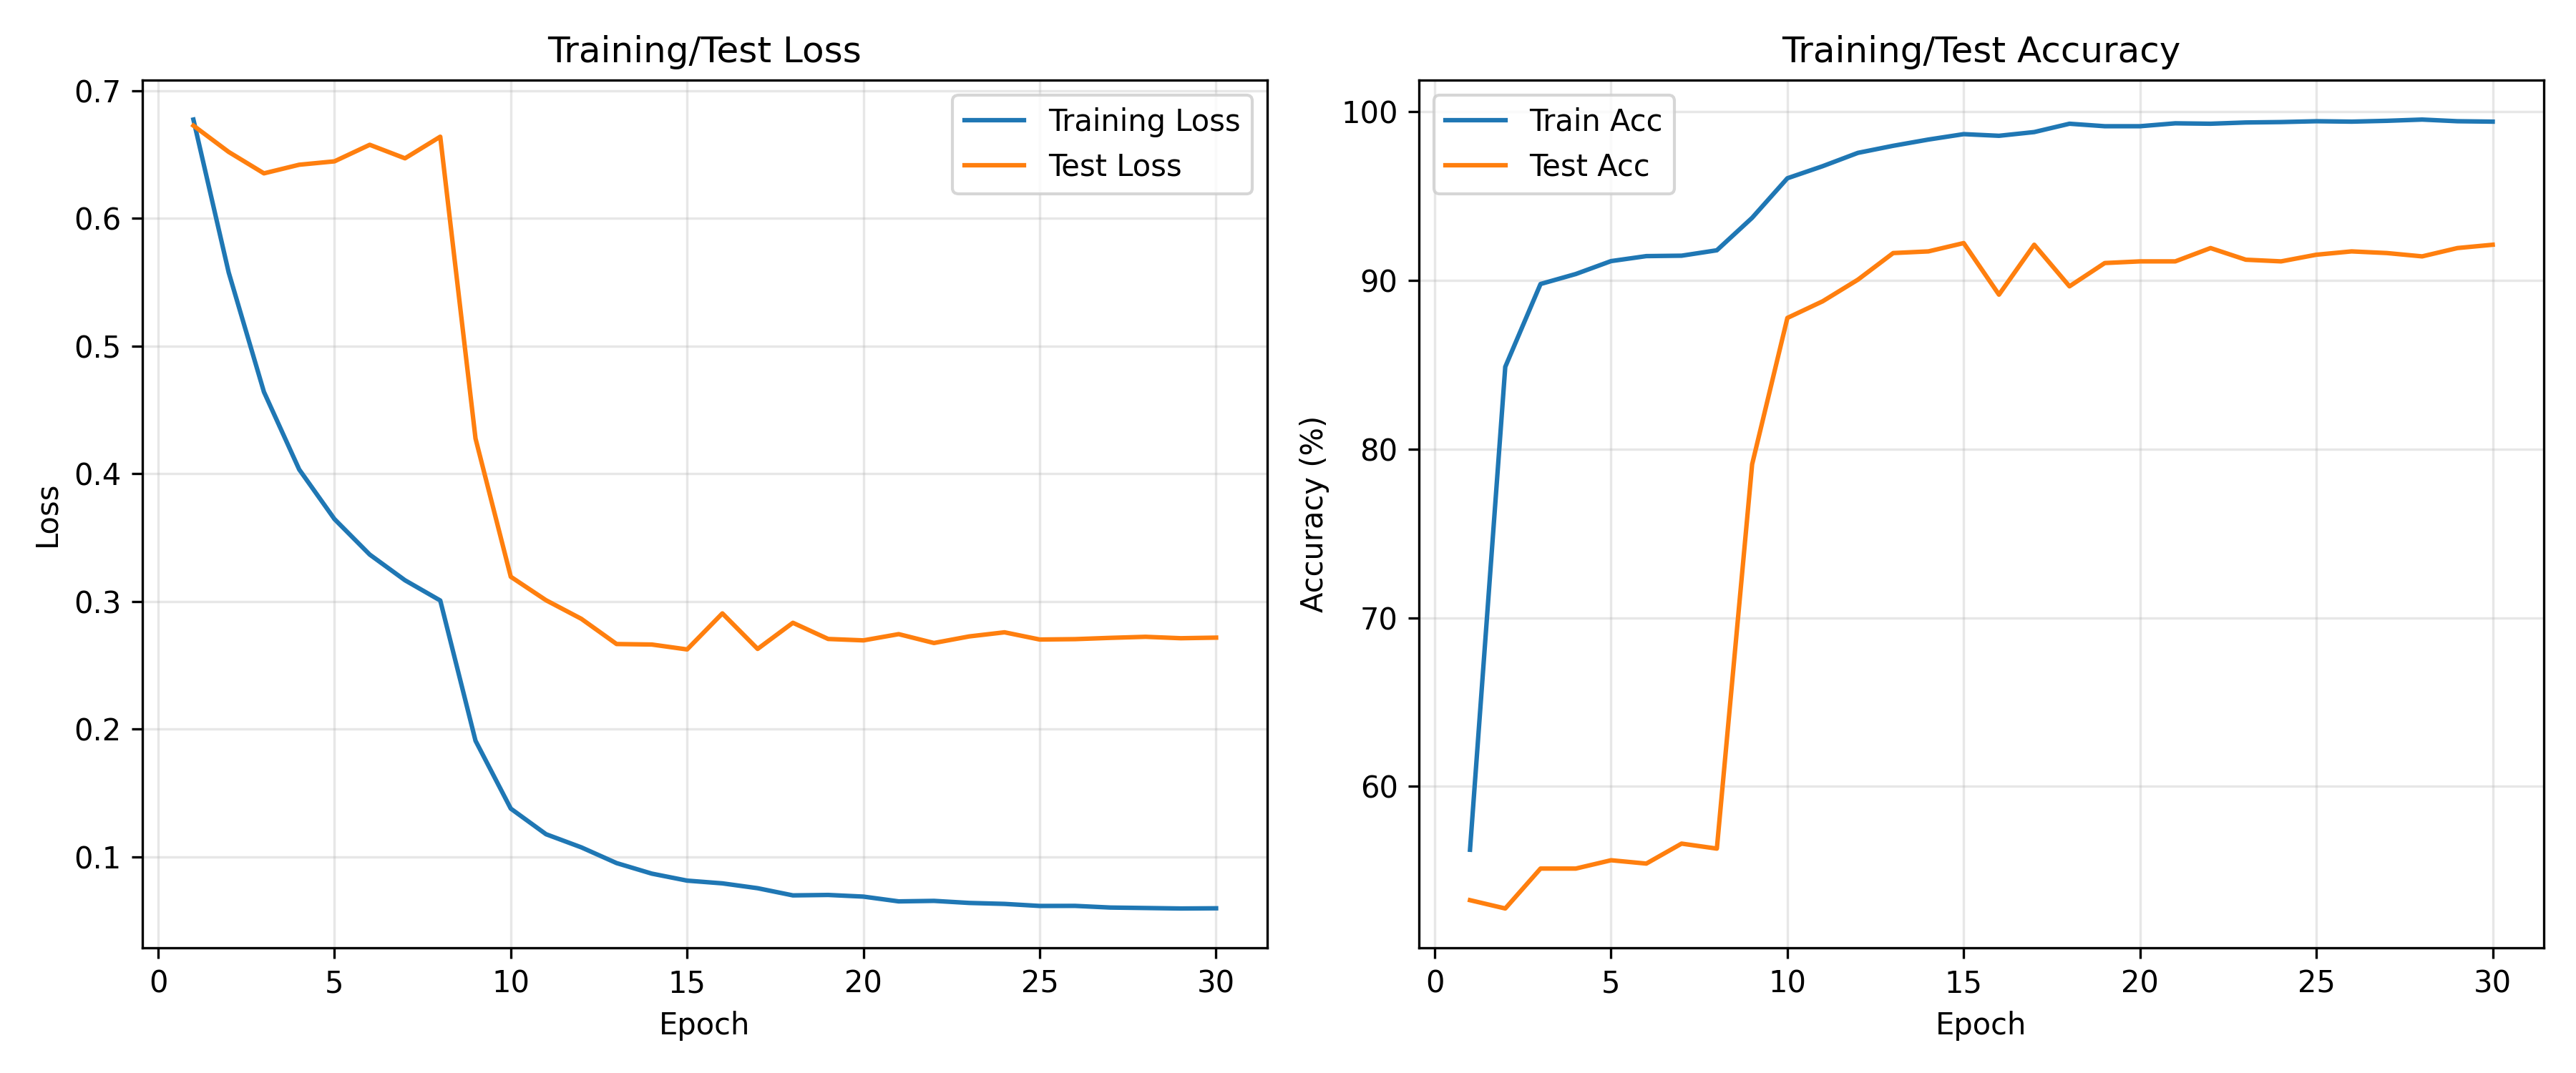 Training/Test Loss
0.7
0.6
0.5
0.4
0.3
0.2
0.1
Loss
0 5 10 15 20 25 30
Epoch
Training Loss
Test Loss
Training/Test Accuracy
100
90
80
70
60
Accuracy (%)
0 5 10 15 20 25 30
Epoch
Train Acc
Test Acc